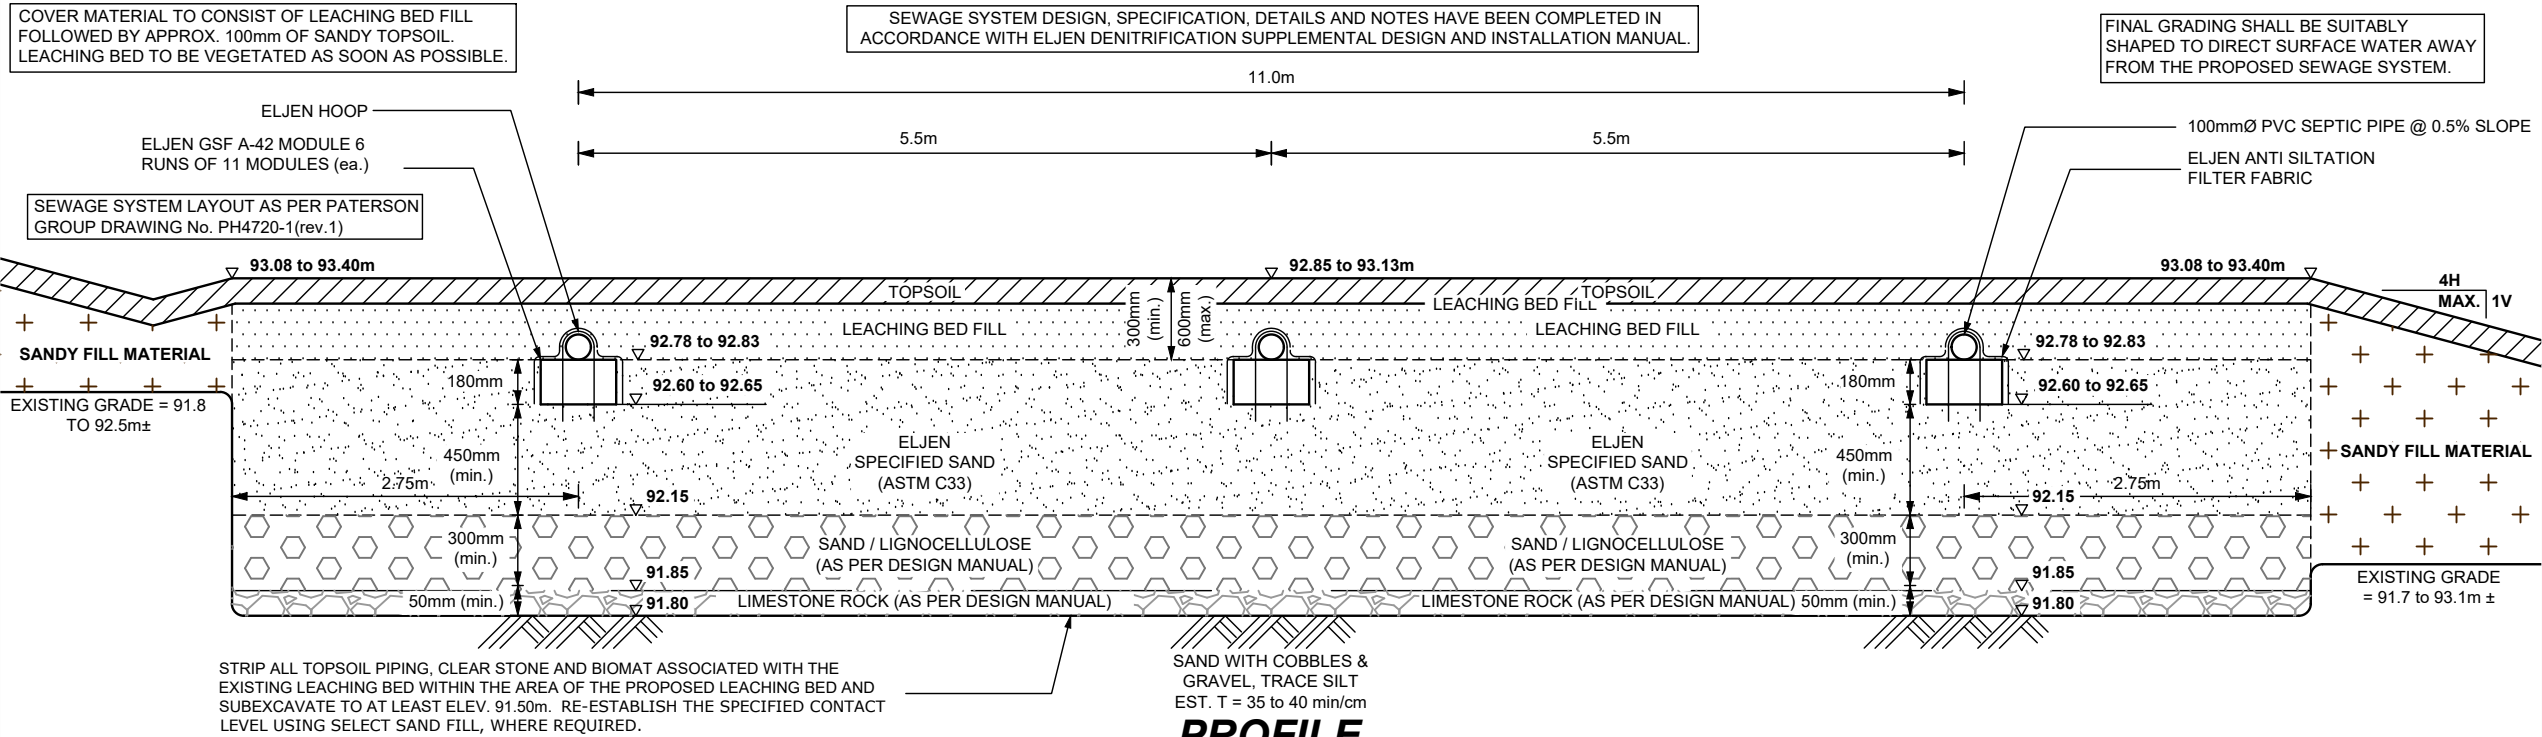 COVER MATERIAL TO CONSIST OF LEACHING BED FILL
FOLLOWED BY APPROX. 100mm OF SANDY TOPSOIL.
LEACHING BED TO BE VEGETATED AS SOON AS POSSIBLE.
SEWAGE SYSTEM DESIGN, SPECIFICATION, DETAILS AND NOTES HAVE BEEN COMPLETED IN
ACCORDANCE WITH ELJEN DENITRIFICATION SUPPLEMENTAL DESIGN AND INSTALLATION MANUAL.
FINAL GRADING SHALL BE SUITABLY
SHAPED TO DIRECT SURFACE WATER AWAY
FROM THE PROPOSED SEWAGE SYSTEM.
11.0m
ELJEN HOOP
5.5m
5.5m
100mmØ PVC SEPTIC PIPE @ 0.5% SLOPE
ELJEN GSF A-42 MODULE 6
RUNS OF 11 MODULES (ea.)
ELJEN ANTI SILTATION
FILTER FABRIC
SEWAGE SYSTEM LAYOUT AS PER PATERSON
GROUP DRAWING No. PH4720-1(rev.1)
93.08 to 93.40m
92.85 to 93.13m
93.08 to 93.40m
4H
MAX.
1V
TOPSOIL
TOPSOIL
LEACHING BED FILL
300mm
(min.)
600mm
(max.)
LEACHING BED FILL
LEACHING BED FILL
SANDY FILL MATERIAL
92.78 to 92.83
92.78 to 92.83
180mm
92.60 to 92.65
180mm
92.60 to 92.65
EXISTING GRADE = 91.8
TO 92.5m±
ELJEN
SPECIFIED SAND
(ASTM C33)
ELJEN
SPECIFIED SAND
(ASTM C33)
450mm
(min.)
450mm
(min.)
SANDY FILL MATERIAL
2.75m
92.15
92.15
2.75m
300mm
(min.)
SAND / LIGNOCELLULOSE
(AS PER DESIGN MANUAL)
SAND / LIGNOCELLULOSE
(AS PER DESIGN MANUAL)
300mm
(min.)
91.85
91.85
EXISTING GRADE
= 91.7 to 93.1m ±
50mm (min.)
91.80
LIMESTONE ROCK (AS PER DESIGN MANUAL)
LIMESTONE ROCK (AS PER DESIGN MANUAL)
50mm (min.)
91.80
STRIP ALL TOPSOIL PIPING, CLEAR STONE AND BIOMAT ASSOCIATED WITH THE
EXISTING LEACHING BED WITHIN THE AREA OF THE PROPOSED LEACHING BED AND
SUBEXCAVATE TO AT LEAST ELEV. 91.50m. RE-ESTABLISH THE SPECIFIED CONTACT
LEVEL USING SELECT SAND FILL, WHERE REQUIRED.
SAND WITH COBBLES &
GRAVEL, TRACE SILT
EST. T = 35 to 40 min/cm
PROFILE